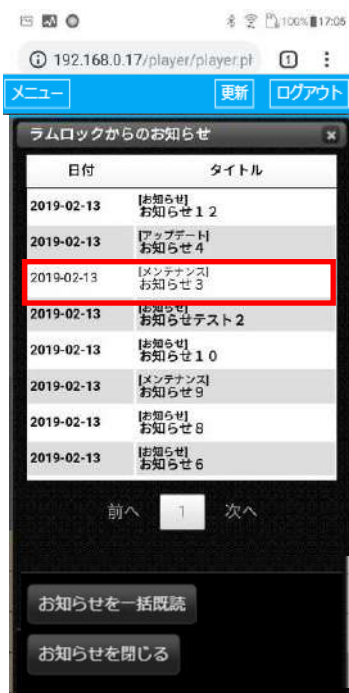 100% 17:05
192.168.0.17/player/player.pl 1
メニュー 更新 ログアウト
ラムロックからのお知らせ ×
日付 タイトル
2019-02-13 [お知らせ]
お知らせ１２
2019-02-13 [アップデート]
お知らせ４
2019-02-13 [メンテナンス]
お知らせ３
2019-02-13 [お知らせ]
お知らせテスト２
2019-02-13 [お知らせ]
お知らせ１０
2019-02-13 [メンテナンス]
お知らせ９
2019-02-13 [お知らせ]
お知らせ８
2019-02-13 [お知らせ]
お知らせ６
前へ 1 次へ
お知らせを一括既読
お知らせを閉じる